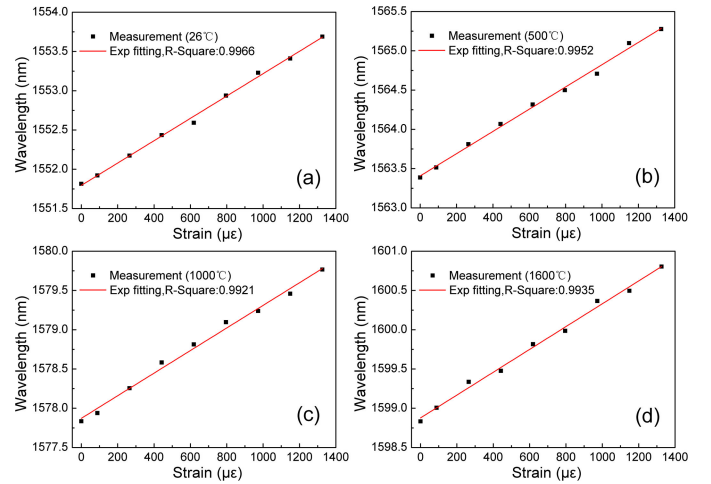 1554.0
1553.5
1553.0
1552.5
1552.0
1551.5
Wavelength (nm)
Measurement (26℃)
Exp fitting,R-Square:0.9966
(a)
0 200 400 600 800 1000 1200 1400
Strain (με)
1565.5
1565.0
1564.5
1564.0
1563.5
1563.0
Wavelength (nm)
Measurement (500℃)
Exp fitting,R-Square:0.9952
(b)
0 200 400 600 800 1000 1200 1400
Strain (με)
1580.0
1579.5
1579.0
1578.5
1578.0
1577.5
Wavelength (nm)
Measurement (1000℃)
Exp fitting,R-Square:0.9921
(c)
0 200 400 600 800 1000 1200 1400
Strain (με)
1601.0
1600.5
1600.0
1599.5
1599.0
1598.5
Wavelength (nm)
Measurement (1600℃)
Exp fitting,R-Square:0.9935
(d)
0 200 400 600 800 1000 1200 1400
Strain (με)